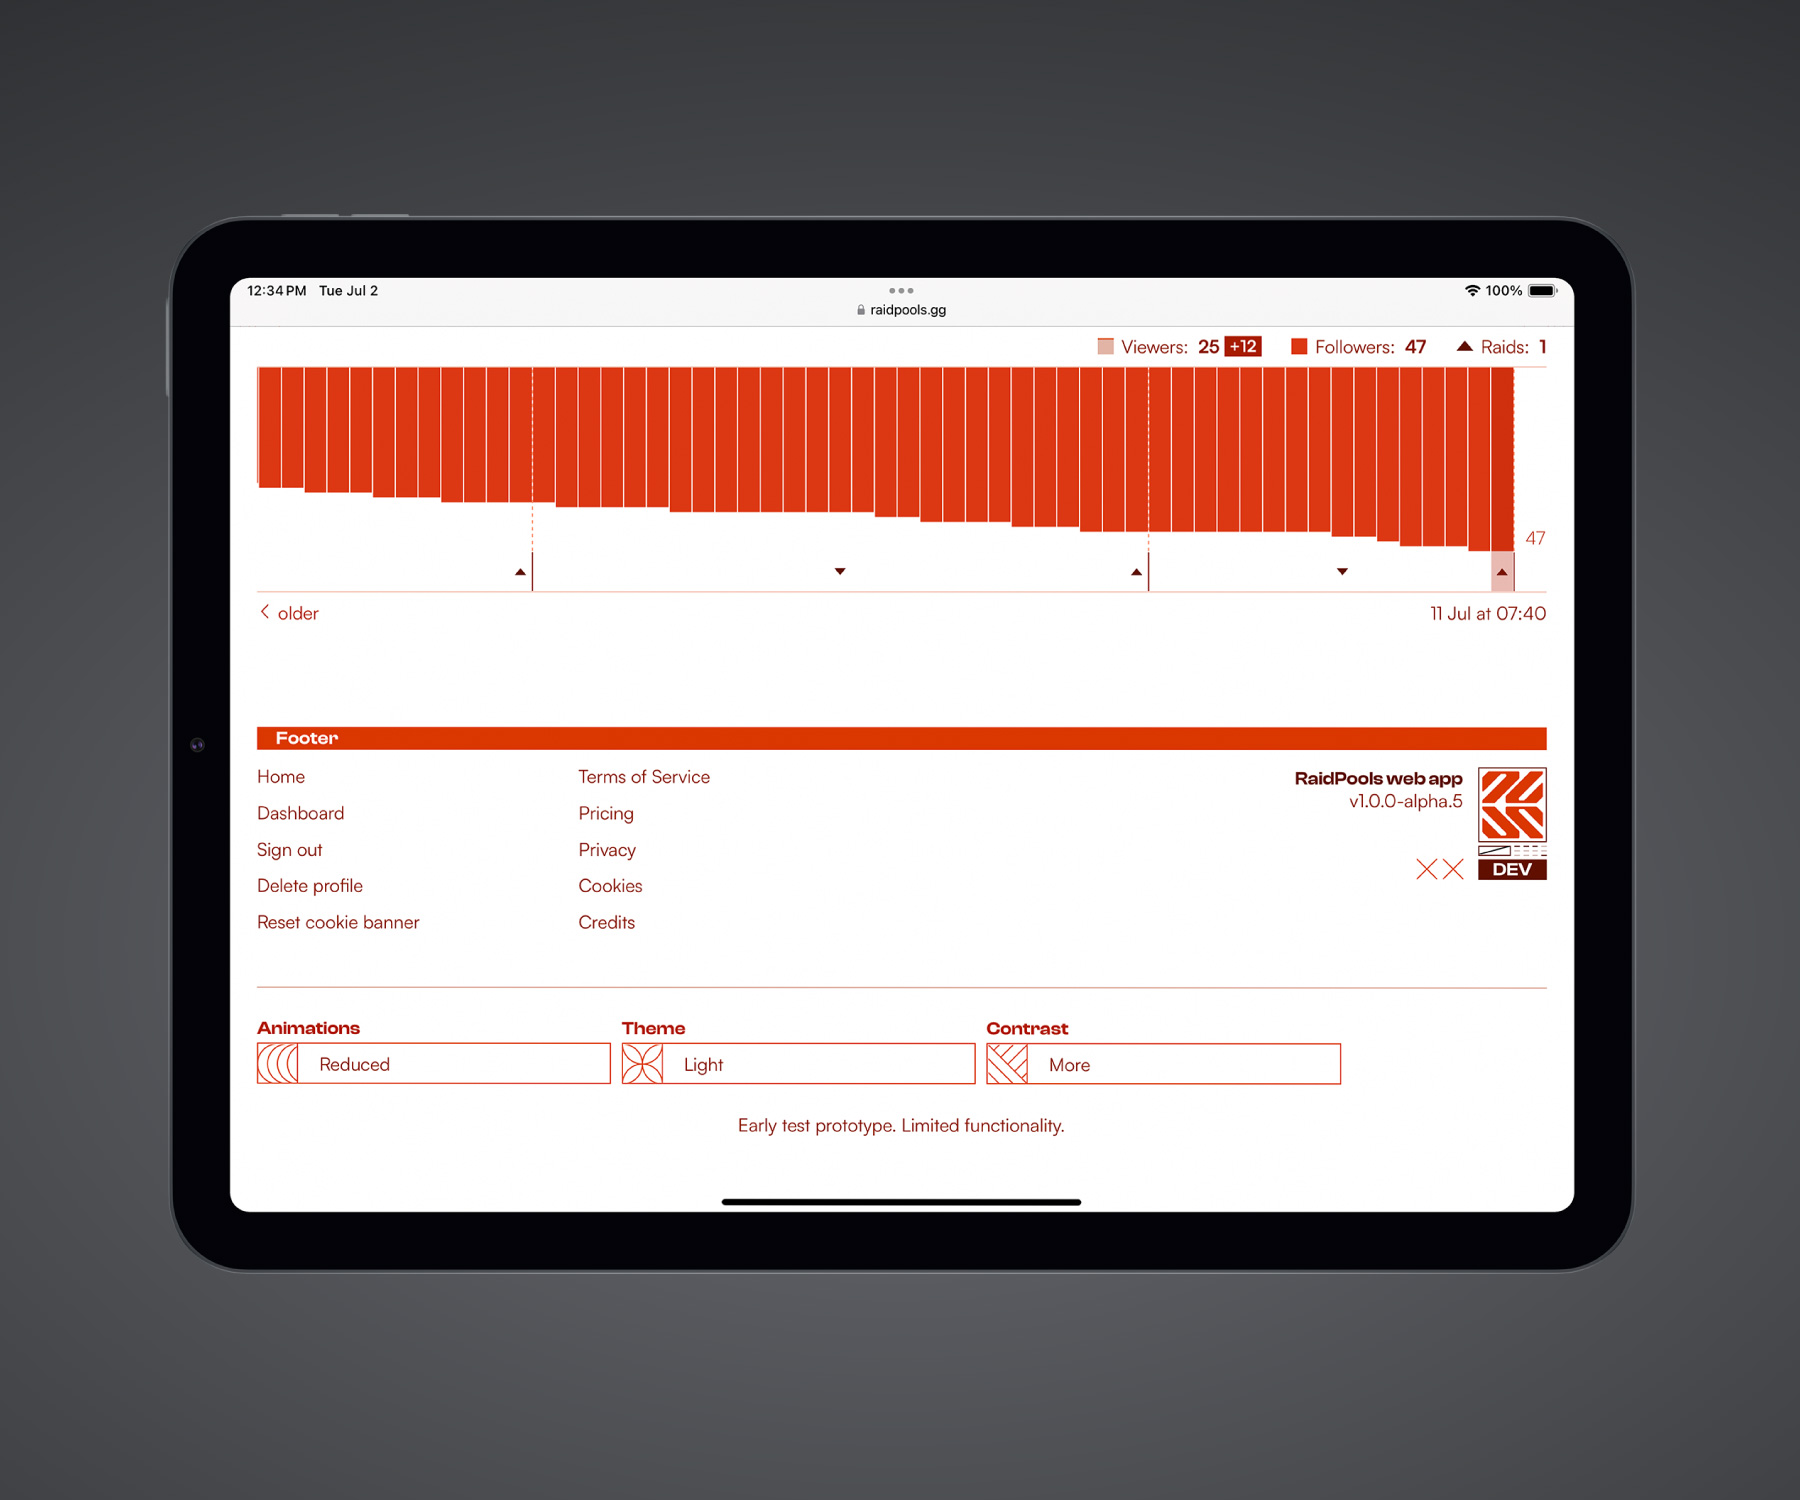 12:34 PM Tue Jul 2
100%
raidpools.gg
Viewers: 25 +12 Followers: 47 Raids: 1
47
older
11 Jul at 07:40
Footer
Home
Dashboard
Sign out
Delete profile
Reset cookie banner
Terms of Service
Pricing
Privacy
Cookies
Credits
RaidPools web app
v1.0.0-alpha.5
DEV
Animations
Reduced
Theme
Light
Contrast
More
Early test prototype. Limited functionality.